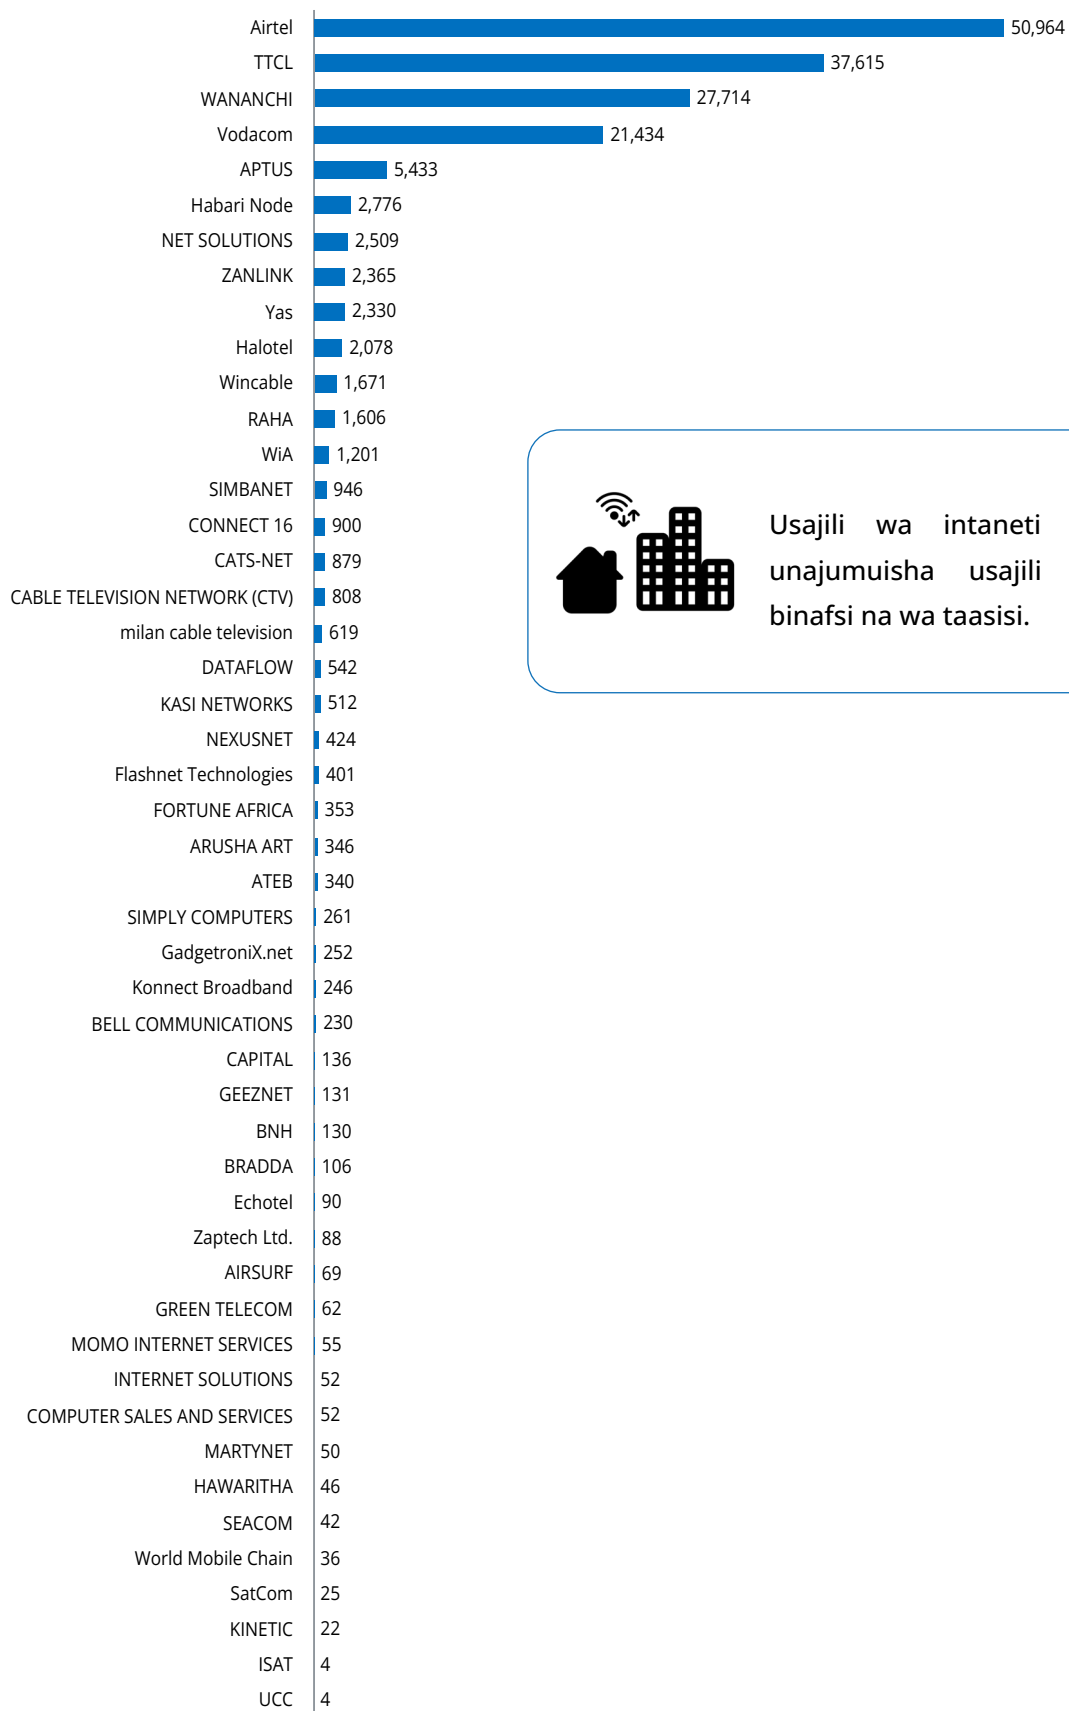 Airtel 50,964
TTCL 37,615
WANANCHI 27,714
Vodacom 21,434
APTUS 5,433
Habari Node 2,776
NET SOLUTIONS 2,509
ZANLINK 2,365
Yas 2,330
Halotel 2,078
Wincable 1,671
RAHA 1,606
WiA 1,201
SIMBANET 946
CONNECT 16 900
CATS-NET 879
CABLE TELEVISION NETWORK (CTV) 808
milan cable television 619
DATAFLOW 542
KASI NETWORKS 512
NEXUSNET 424
Flashnet Technologies 401
FORTUNE AFRICA 353
ARUSHA ART 346
ATEB 340
SIMPLY COMPUTERS 261
GadgetroniX.net 252
Konnect Broadband 246
BELL COMMUNICATIONS 230
CAPITAL 136
GEEZNET 131
BNH 130
BRADDA 106
Echotel 90
Zaptech Ltd. 88
AIRSURF 69
GREEN TELECOM 62
MOMO INTERNET SERVICES 55
INTERNET SOLUTIONS 52
COMPUTER SALES AND SERVICES 52
MARTYNET 50
HAWARITHA 46
SEACOM 42
World Mobile Chain 36
SatCom 25
KINETIC 22
ISAT 4
UCC 4
Usajili wa intaneti
unajumuisha usajili
binafsi na wa taasisi.